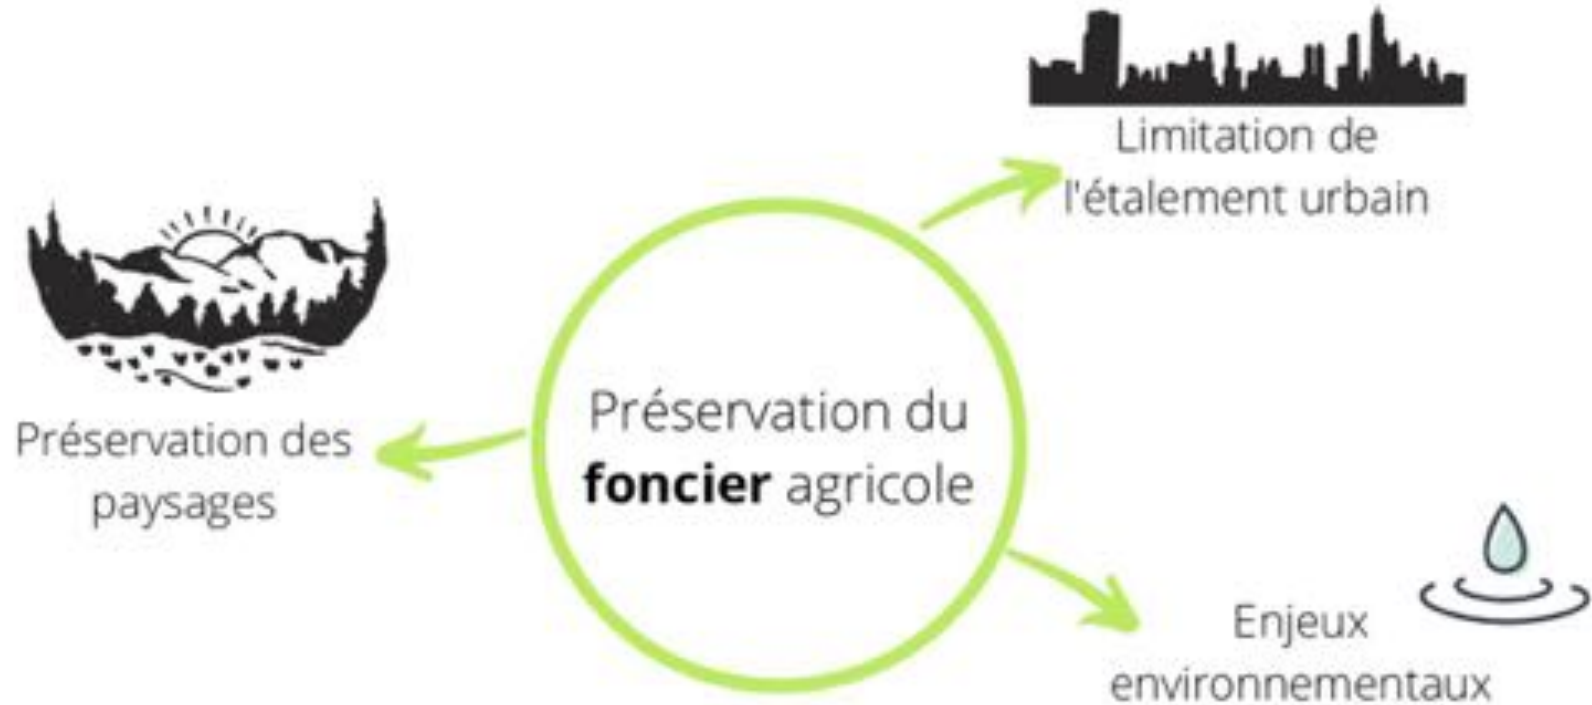 Limitation de
l'étalement urbain
Préservation du
foncier agricole
Préservation des
paysages
Enjeux
environnementaux